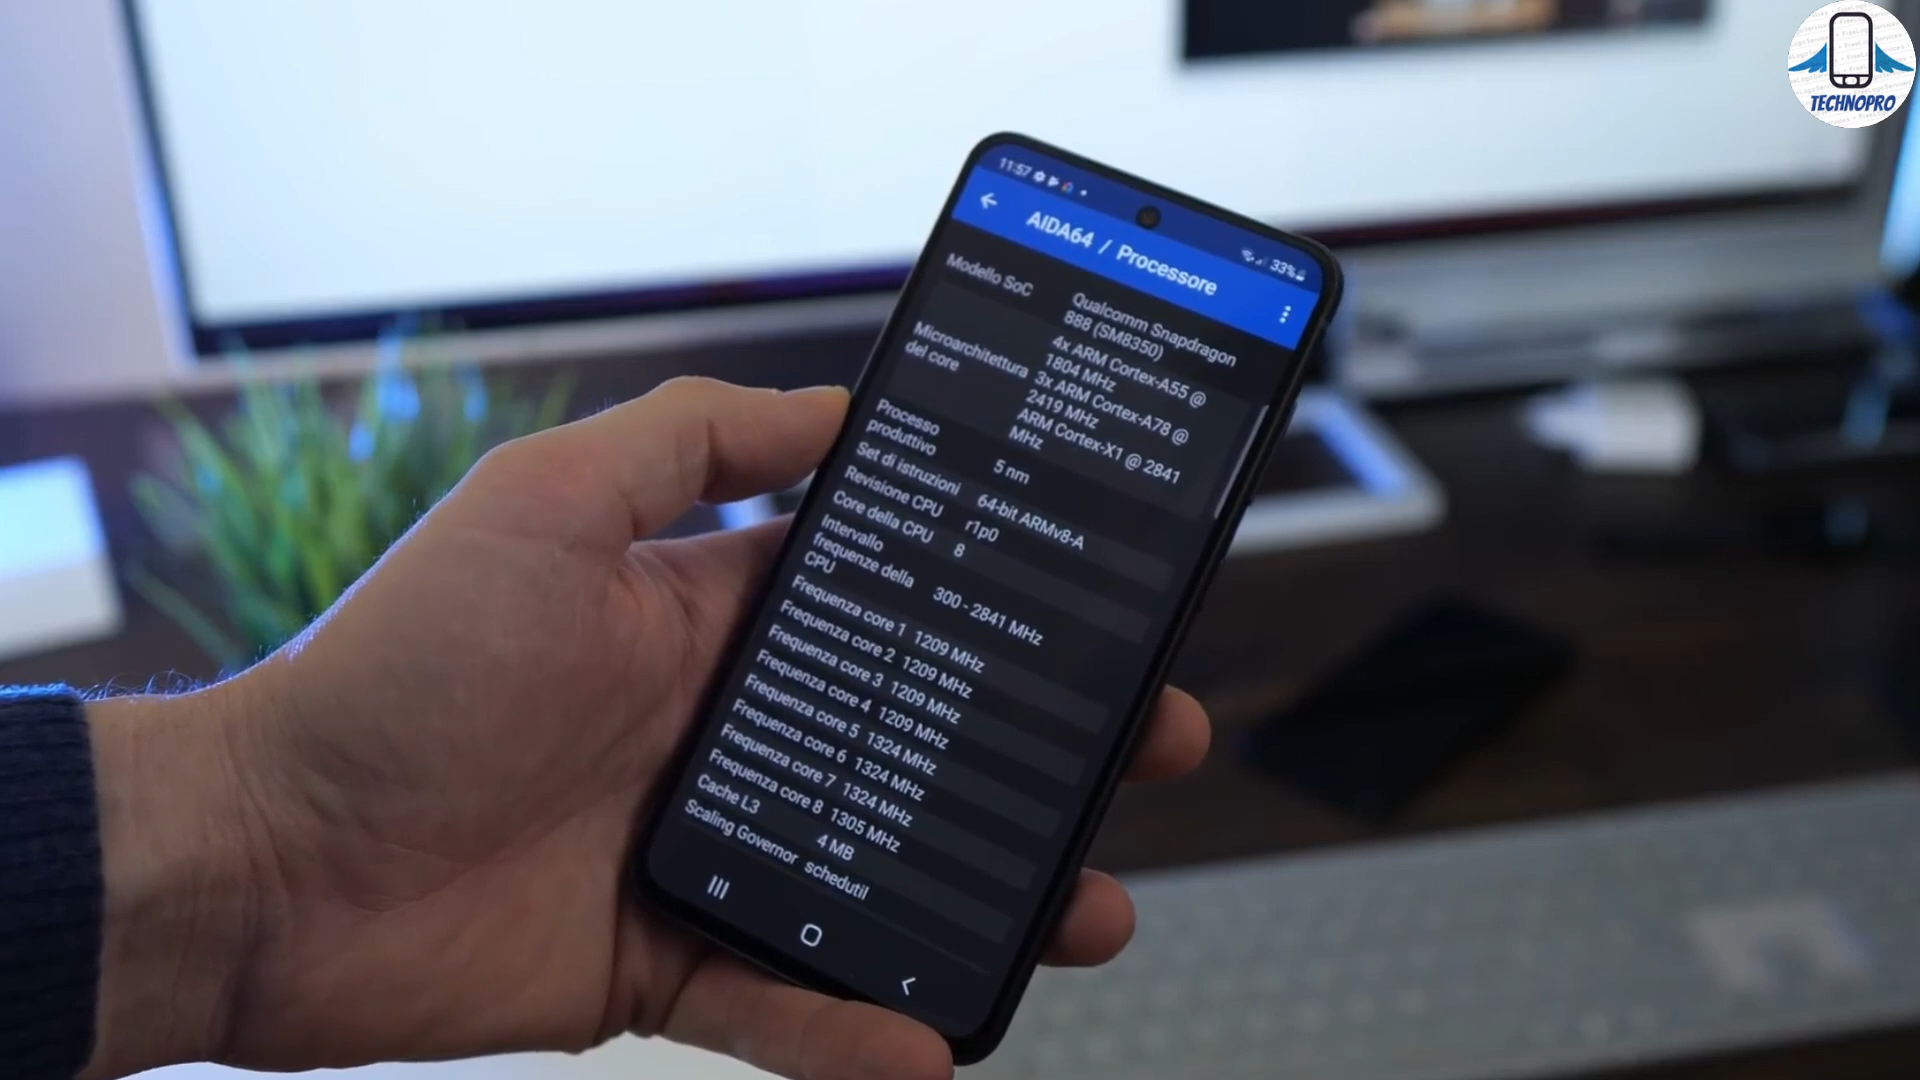 TECHNOPRO
11:57
33%
AIDA64 / Processore
Modello SoC
Qualcomm Snapdragon
888 (SM8350)
Microarchitettura
del core
4x ARM Cortex-A55 @
1804 MHz
3x ARM Cortex-A78 @
2419 MHz
ARM Cortex-X1 @ 2841
MHz
Processo
produttivo
5 nm
Set di istruzioni 64-bit ARMv8-A
Revisione CPU r1p0
Core della CPU 8
Intervallo
frequenze della
CPU
300 - 2841 MHz
Frequenza core 1 1209 MHz
Frequenza core 2 1209 MHz
Frequenza core 3 1209 MHz
Frequenza core 4 1209 MHz
Frequenza core 5 1324 MHz
Frequenza core 6 1324 MHz
Frequenza core 7 1324 MHz
Frequenza core 8 1305 MHz
Cache L3 4 MB
Scaling Governor schedutil